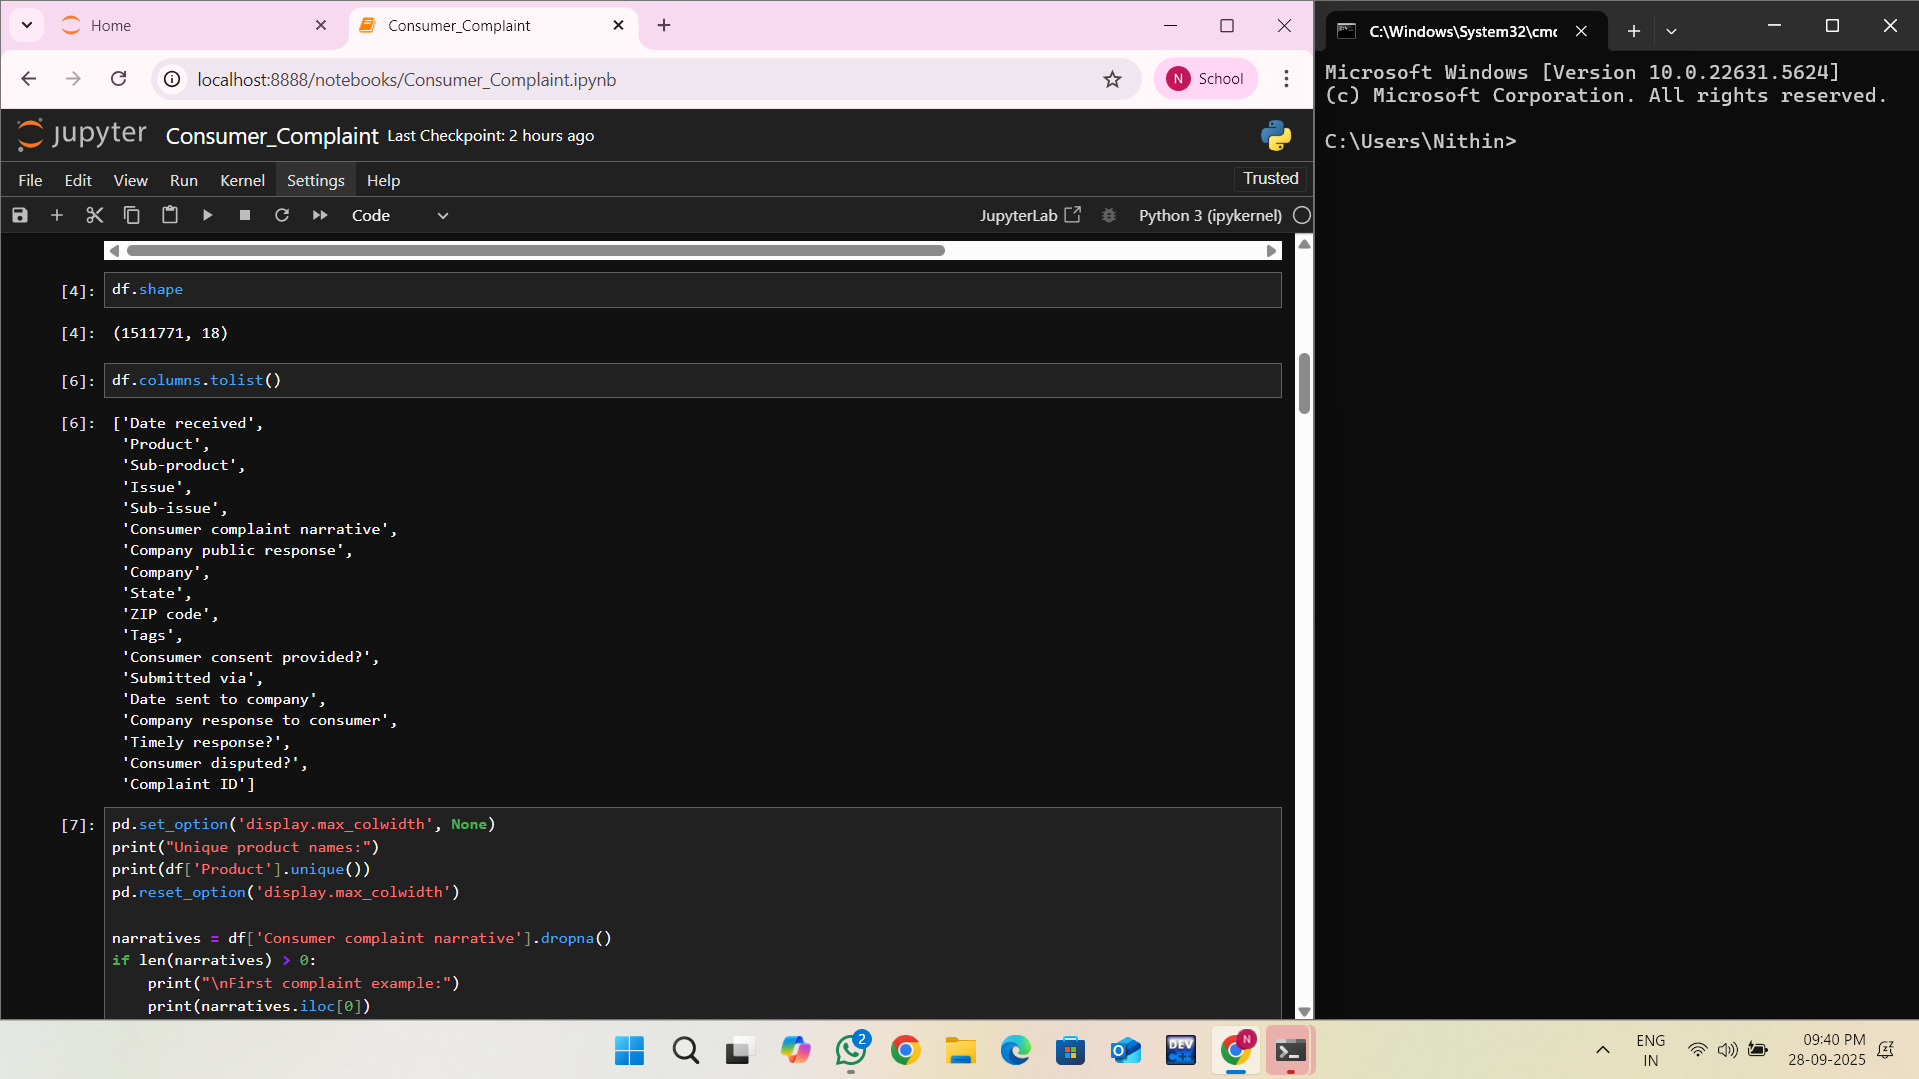 Home
Consumer_Complaint
localhost:8888/notebooks/Consumer_Complaint.ipynb
N School
jupyter Consumer_Complaint Last Checkpoint: 2 hours ago
File Edit View Run Kernel Settings Help
Trusted
Code
JupyterLab
Python 3 (ipykernel)
[4]: df.shape
[4]: (1511771, 18)
[6]: df.columns.tolist()
[6]: ['Date received',
'Product',
'Sub-product',
'Issue',
'Sub-issue',
'Consumer complaint narrative',
'Company public response',
'Company',
'State',
'ZIP code',
'Tags',
'Consumer consent provided?',
'Submitted via',
'Date sent to company',
'Company response to consumer',
'Timely response?',
'Consumer disputed?',
'Complaint ID']
[7]: pd.set_option('display.max_colwidth', None)
print("Unique product names:")
print(df['Product'].unique())
pd.reset_option('display.max_colwidth')
narratives = df['Consumer complaint narrative'].dropna()
if len(narratives) > 0:
print("\nFirst complaint example:")
print(narratives.iloc[0])
C:\Windows\System32\cmc
Microsoft Windows [Version 10.0.22631.5624]
(c) Microsoft Corporation. All rights reserved.
C:\Users\Nithin>
2
DEV
C++
N
ENG
IN
09:40 PM
28-09-2025